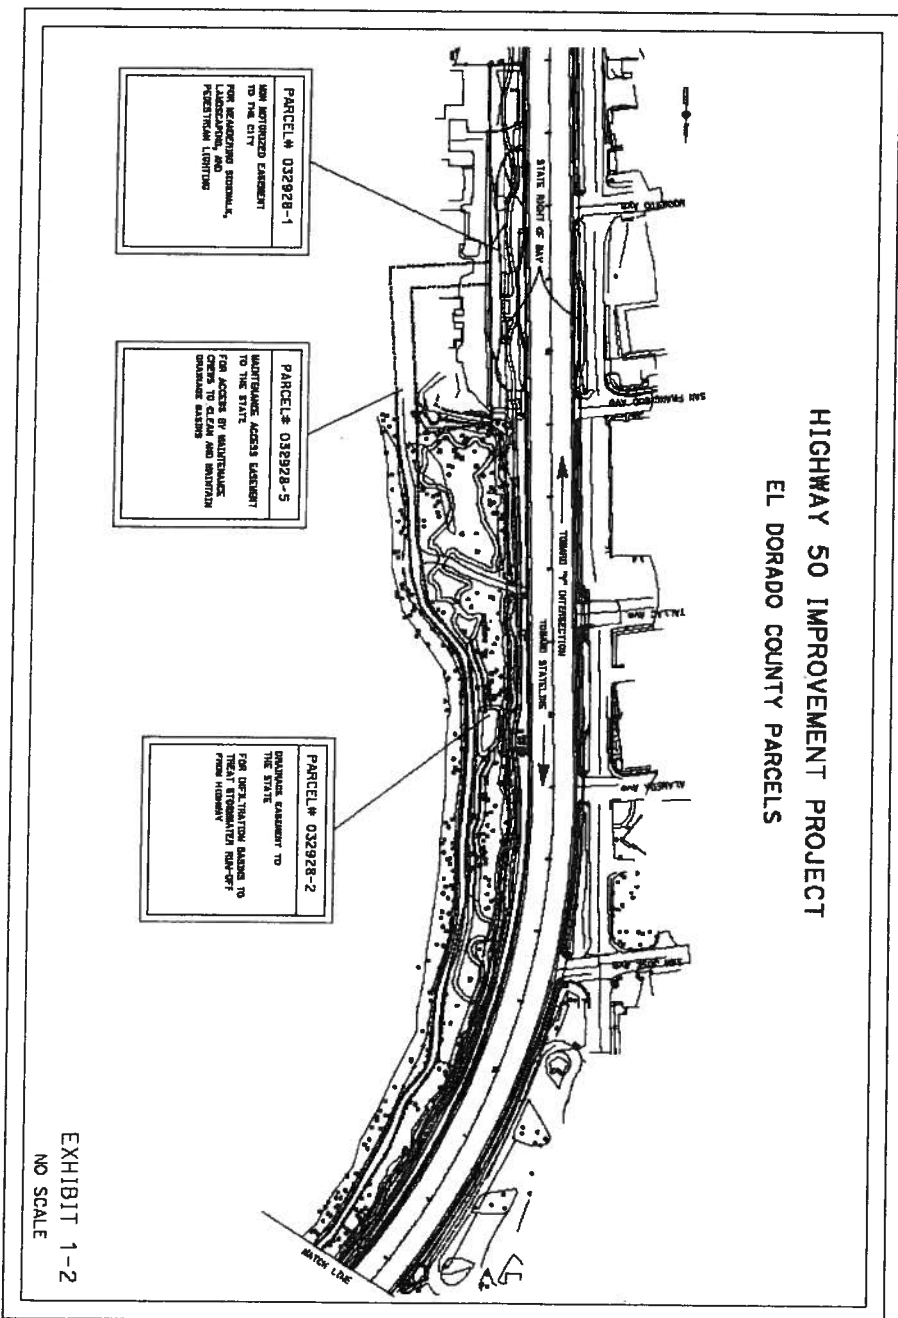 HIGHWAY 50 IMPROVEMENT PROJECT
EL DORADO COUNTY PARCELS
SAN FRANCISCO AVE
TALLAC AVE
ALAMEDA AVE
SAN JOSE AVE
STATE RIGHT OF WAY
TOWARD "Y" INTERSECTION
TOWARD STATELINE
PARCEL# 032928-1
NON MOTORIZED EASEMENT
TO THE CITY
FOR MEANDERING SIDEWALK,
LANDSCAPING, AND
PEDESTRIAN LIGHTING
PARCEL# 032928-5
MAINTENANCE ACCESS EASEMENT
TO THE STATE
FOR ACCESS BY MAINTENANCE
CREWS TO CLEAN AND MAINTAIN
DRAINAGE BASINS
PARCEL# 032928-2
DRAINAGE EASEMENT TO
THE STATE
FOR INFILTRATION BASINS TO
TREAT STORMWATER RUN-OFF
FROM HIGHWAY
MATCH LINE
EXHIBIT 1-2
NO SCALE